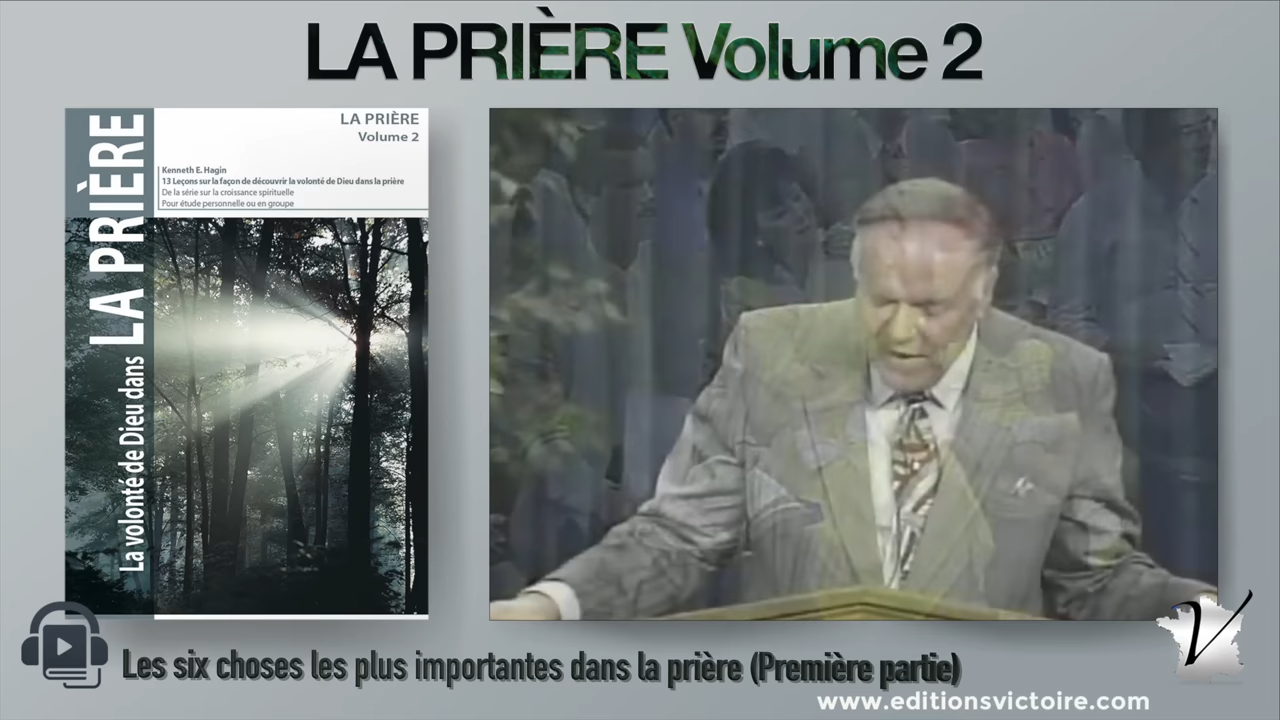 LA PRIÈRE Volume 2
LA PRIÈRE
Volume 2
Kenneth E. Hagin
13 Leçons sur la façon de découvrir la volonté de Dieu dans la prière
De la série sur la croissance spirituelle
Pour étude personnelle ou en groupe
La volonté de Dieu dans LA PRIÈRE
Les six choses les plus importantes dans la prière (Première partie)
V
www.editionsvictoire.com